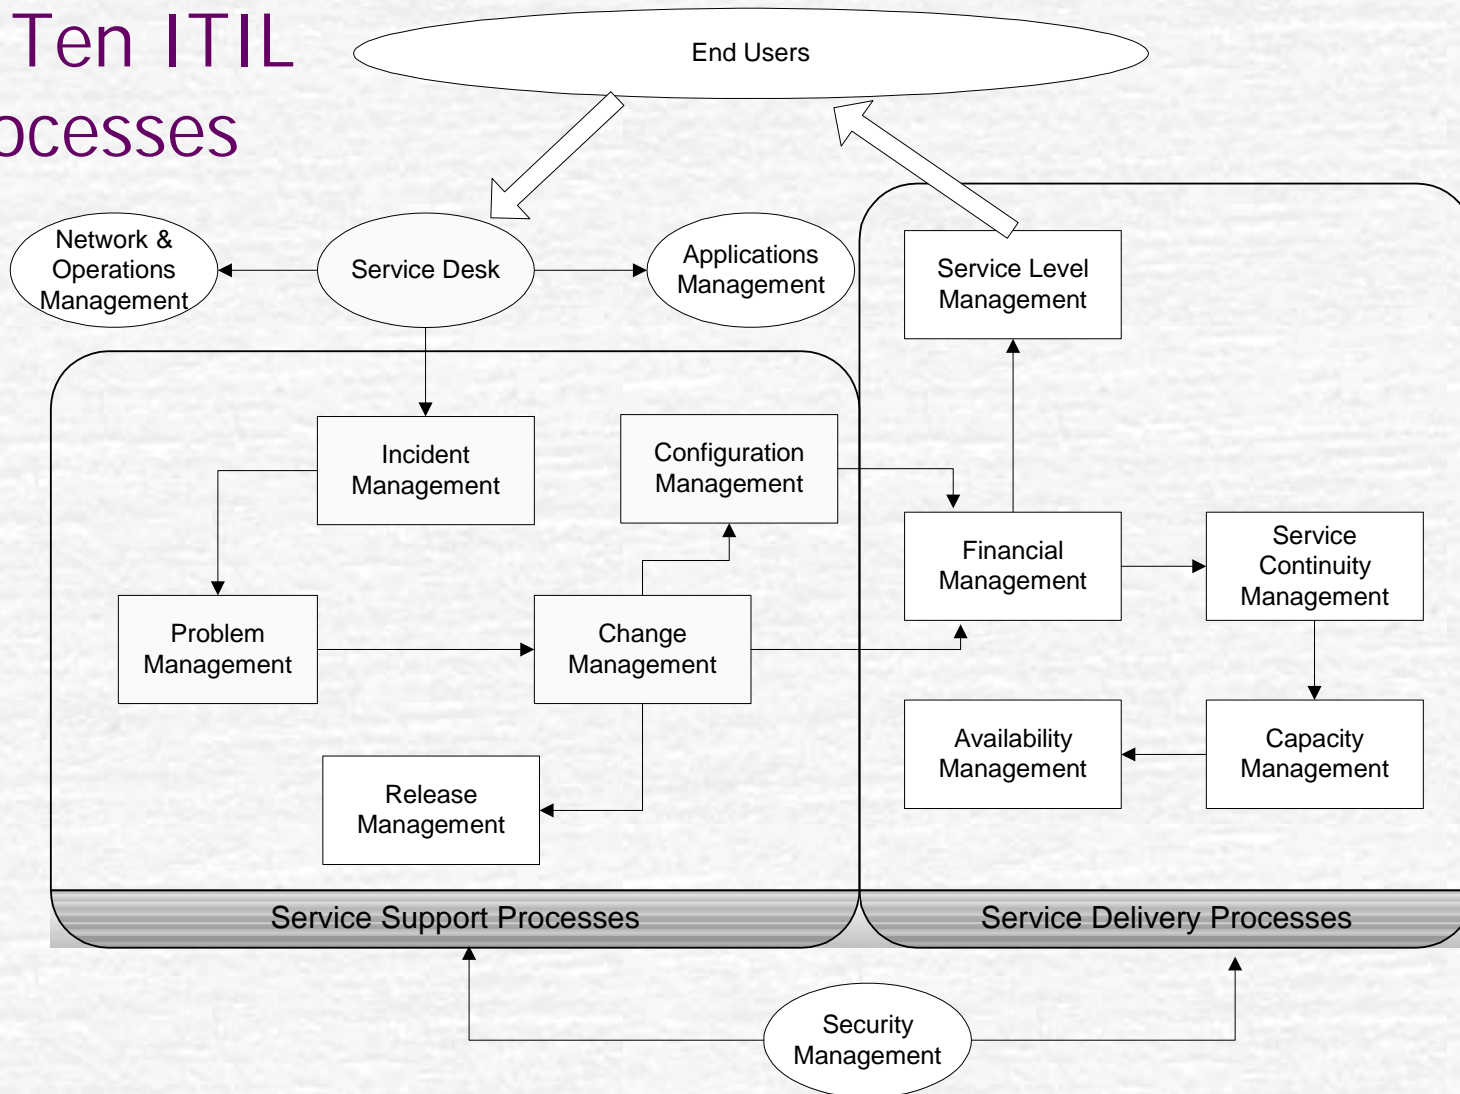 Ten ITIL
ocesses
End Users
Network &
Operations
Management
Service Desk
Applications
Management
Service Level
Management
Incident
Management
Configuration
Management
Financial
Management
Service
Continuity
Management
Problem
Management
Change
Management
Availability
Management
Capacity
Management
Release
Management
Service Support Processes
Service Delivery Processes
Security
Management